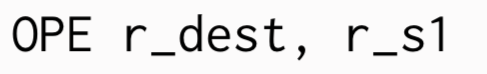 OPE r_dest, r_s1